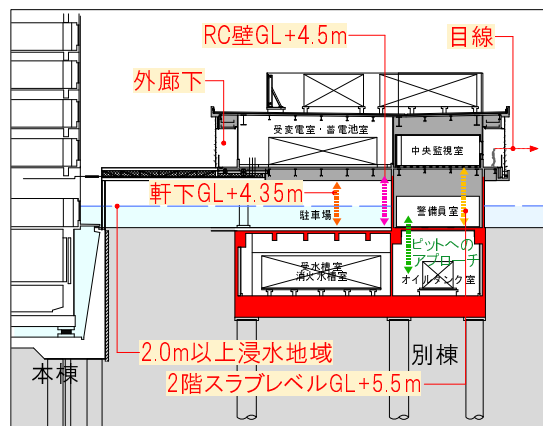 RC壁GL+4.5m
目線
外廊下
受変電室・蓄電池室
中央監視室
軒下GL+4.35m
駐車場
警備員室
ピットへの
アプローチ
受水槽室
消火水槽室
オイルタンク室
2.0m以上浸水地域
本棟
別棟
2階スラブレベルGL+5.5m